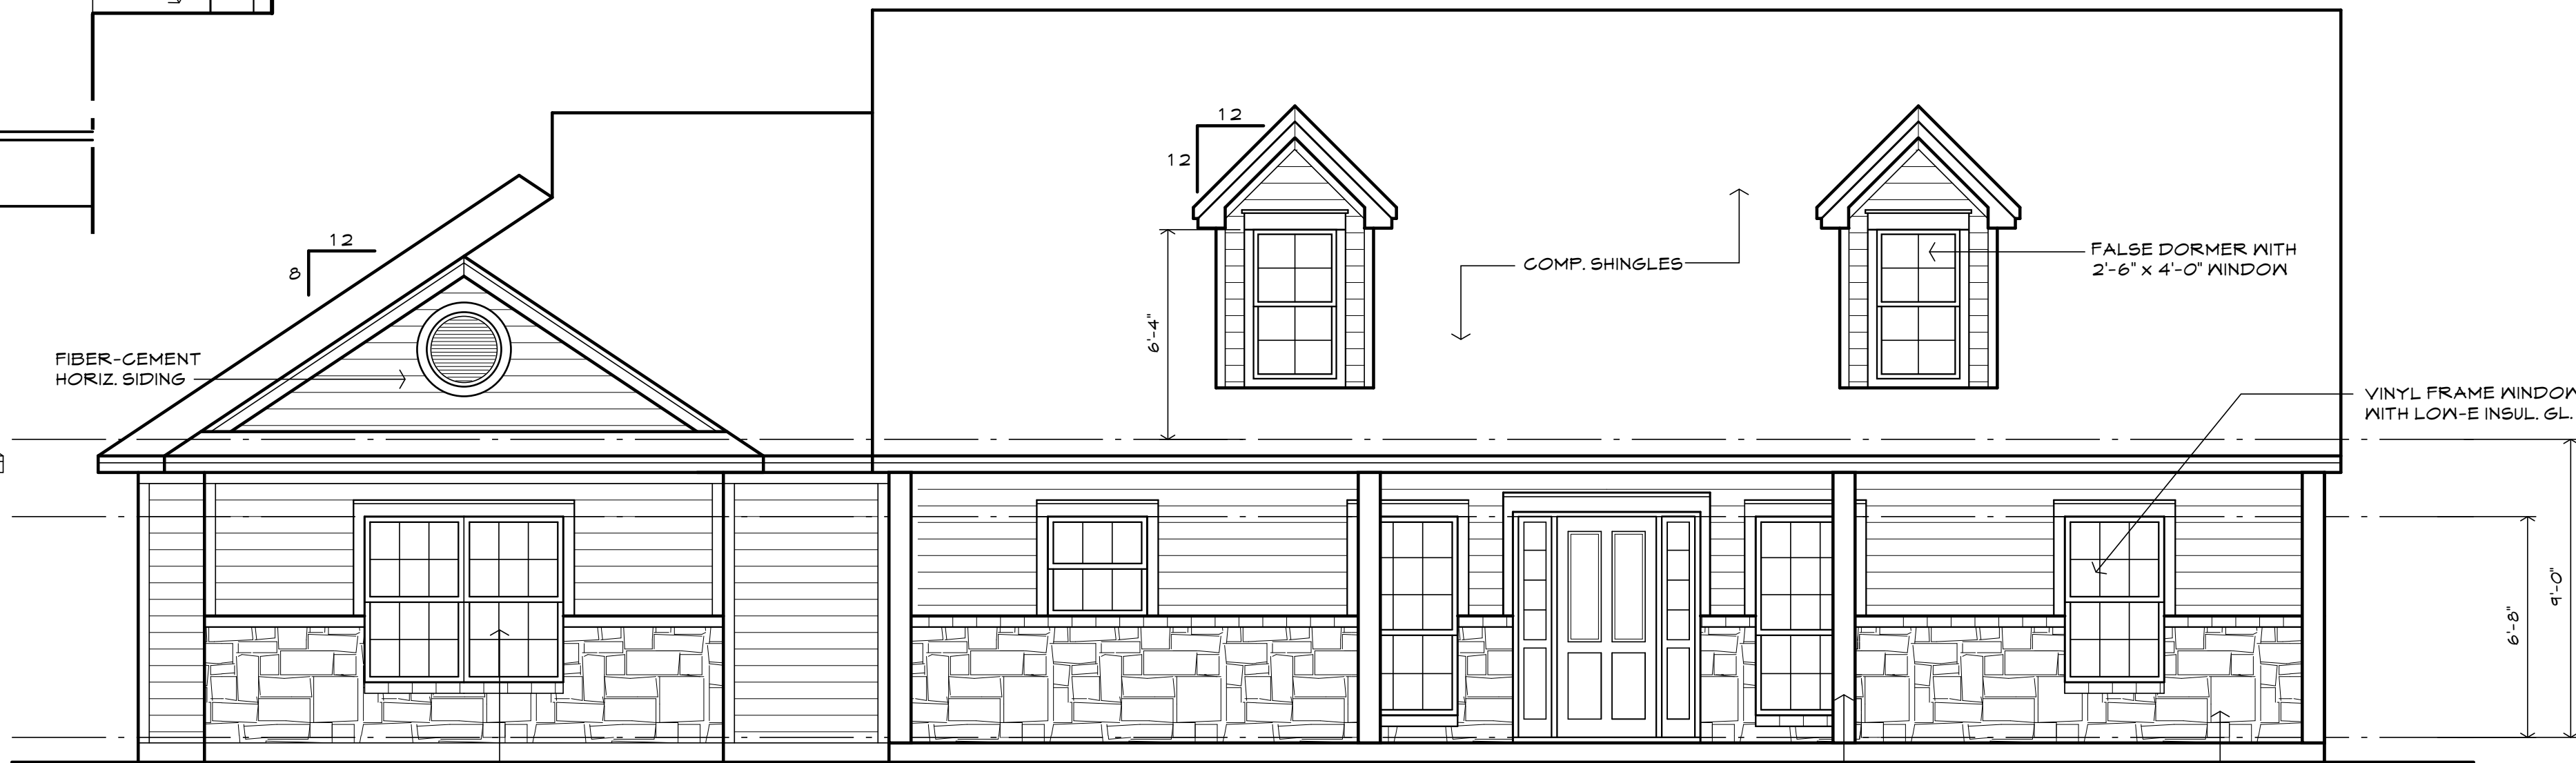 12
12
12
8
COMP. SHINGLES
FALSE DORMER WITH
2'-6" x 4'-0" WINDOW
6'-4"
FIBER-CEMENT
HORIZ. SIDING
VINYL FRAME WINDOW
WITH LOW-E INSUL. GL.
9'-0"
6'-8"